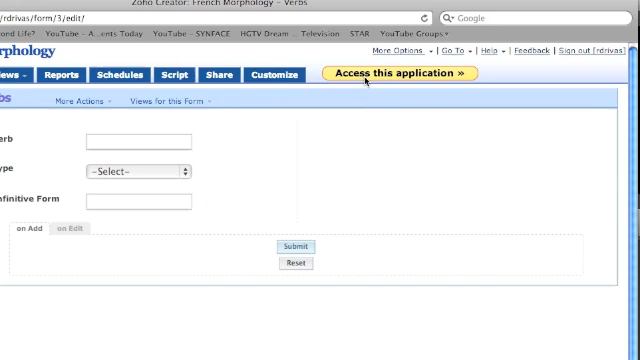 Zoho Creator: French Morphology – Verbs
/rdrivas/form/3/edit/
Google
ond Life? YouTube – A...ents Today YouTube – SYNFACE HGTV Dream ... Television STAR YouTube Groups
rphology
More Options Go To Help Feedback Sign out [rdrivas]
iews Reports Schedules Script Share Customize Access this application »
bs More Actions Views for this Form
erb
ype –Select–
nfinitive Form
on Add on Edit
Submit
Reset